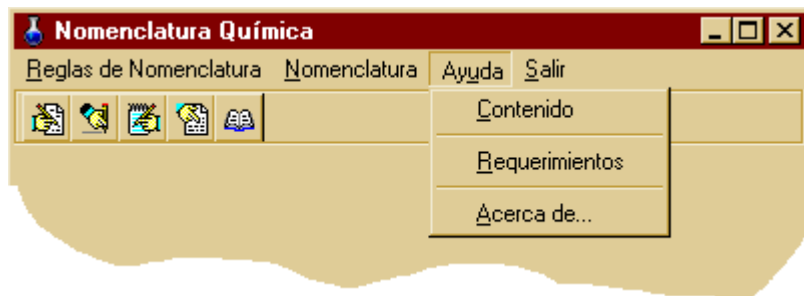 Nomenclatura Química
Reglas de Nomenclatura Nomenclatura Ayuda Salir
Contenido
Requerimientos
Acerca de...